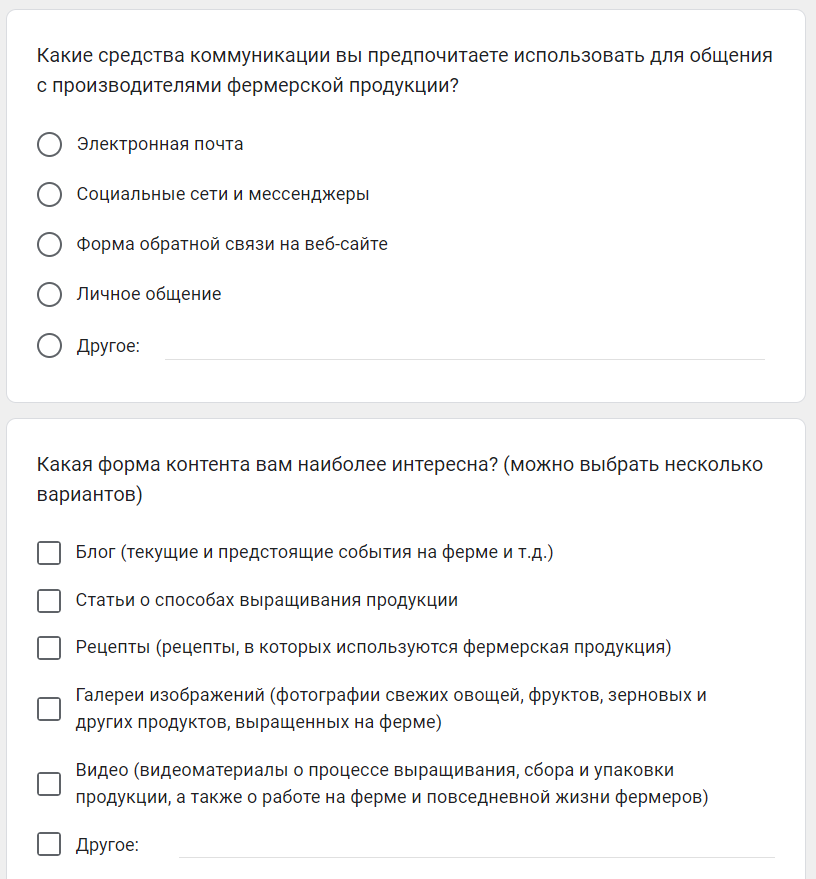 Какие средства коммуникации вы предпочитаете использовать для общения
с производителями фермерской продукции?
Электронная почта
Социальные сети и мессенджеры
Форма обратной связи на веб-сайте
Личное общение
Другое:
Какая форма контента вам наиболее интересна? (можно выбрать несколько
вариантов)
Блог (текущие и предстоящие события на ферме и т.д.)
Статьи о способах выращивания продукции
Рецепты (рецепты, в которых используются фермерская продукция)
Галереи изображений (фотографии свежих овощей, фруктов, зерновых и
других продуктов, выращенных на ферме)
Видео (видеоматериалы о процессе выращивания, сбора и упаковки
продукции, а также о работе на ферме и повседневной жизни фермеров)
Другое: